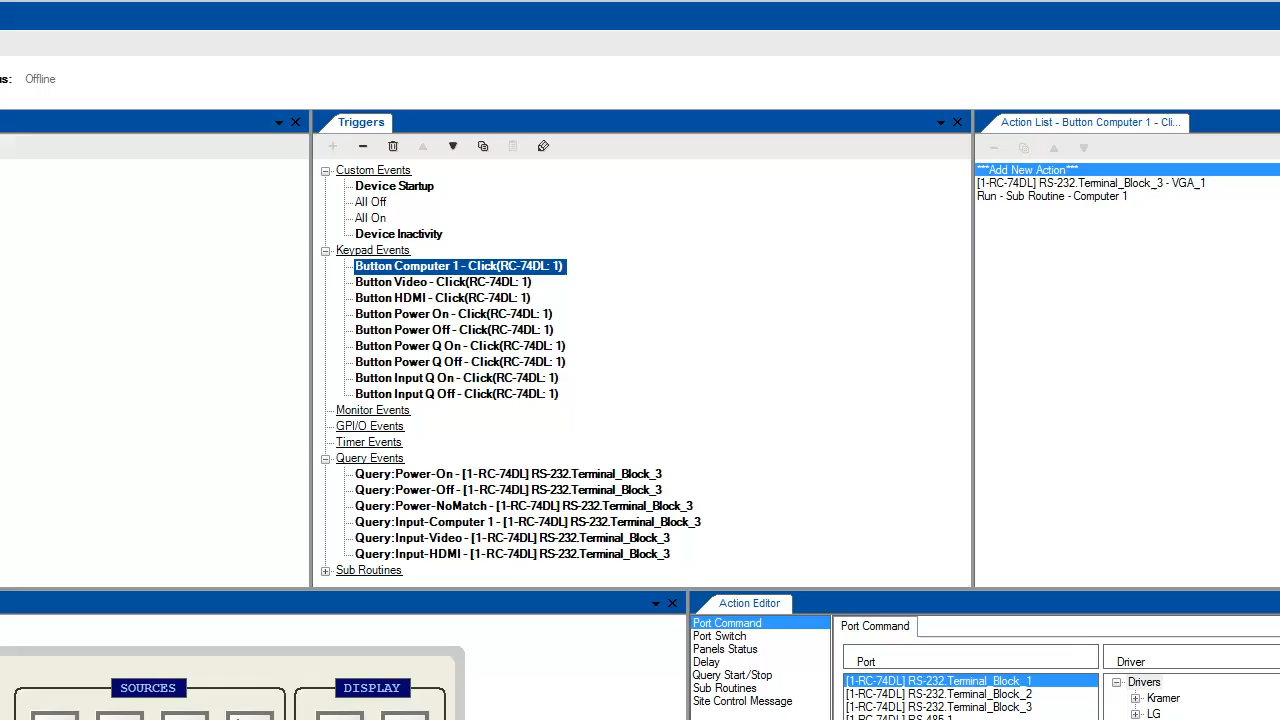 us: Offline
Triggers
Custom Events
Device Startup
All Off
All On
Device Inactivity
Keypad Events
Button Computer 1 - Click(RC-74DL: 1)
Button Video - Click(RC-74DL: 1)
Button HDMI - Click(RC-74DL: 1)
Button Power On - Click(RC-74DL: 1)
Button Power Off - Click(RC-74DL: 1)
Button Power Q On - Click(RC-74DL: 1)
Button Power Q Off - Click(RC-74DL: 1)
Button Input Q On - Click(RC-74DL: 1)
Button Input Q Off - Click(RC-74DL: 1)
Monitor Events
GPI/O Events
Timer Events
Query Events
Query:Power-On - [1-RC-74DL] RS-232.Terminal_Block_3
Query:Power-Off - [1-RC-74DL] RS-232.Terminal_Block_3
Query:Power-NoMatch - [1-RC-74DL] RS-232.Terminal_Block_3
Query:Input-Computer 1 - [1-RC-74DL] RS-232.Terminal_Block_3
Query:Input-Video - [1-RC-74DL] RS-232.Terminal_Block_3
Query:Input-HDMI - [1-RC-74DL] RS-232.Terminal_Block_3
Sub Routines
Action List - Button Computer 1 - Cli...
***Add New Action***
[1-RC-74DL] RS-232.Terminal_Block_3 - VGA_1
Run - Sub Routine - Computer 1
SOURCES
DISPLAY
Action Editor
Port Command
Port Switch
Panels Status
Delay
Query Start/Stop
Sub Routines
Site Control Message
Port Command
Port
[1-RC-74DL] RS-232.Terminal_Block_1
[1-RC-74DL] RS-232.Terminal_Block_2
[1-RC-74DL] RS-232.Terminal_Block_3
[1-RC-74DL] RS-485.1
Driver
Drivers
Kramer
LG